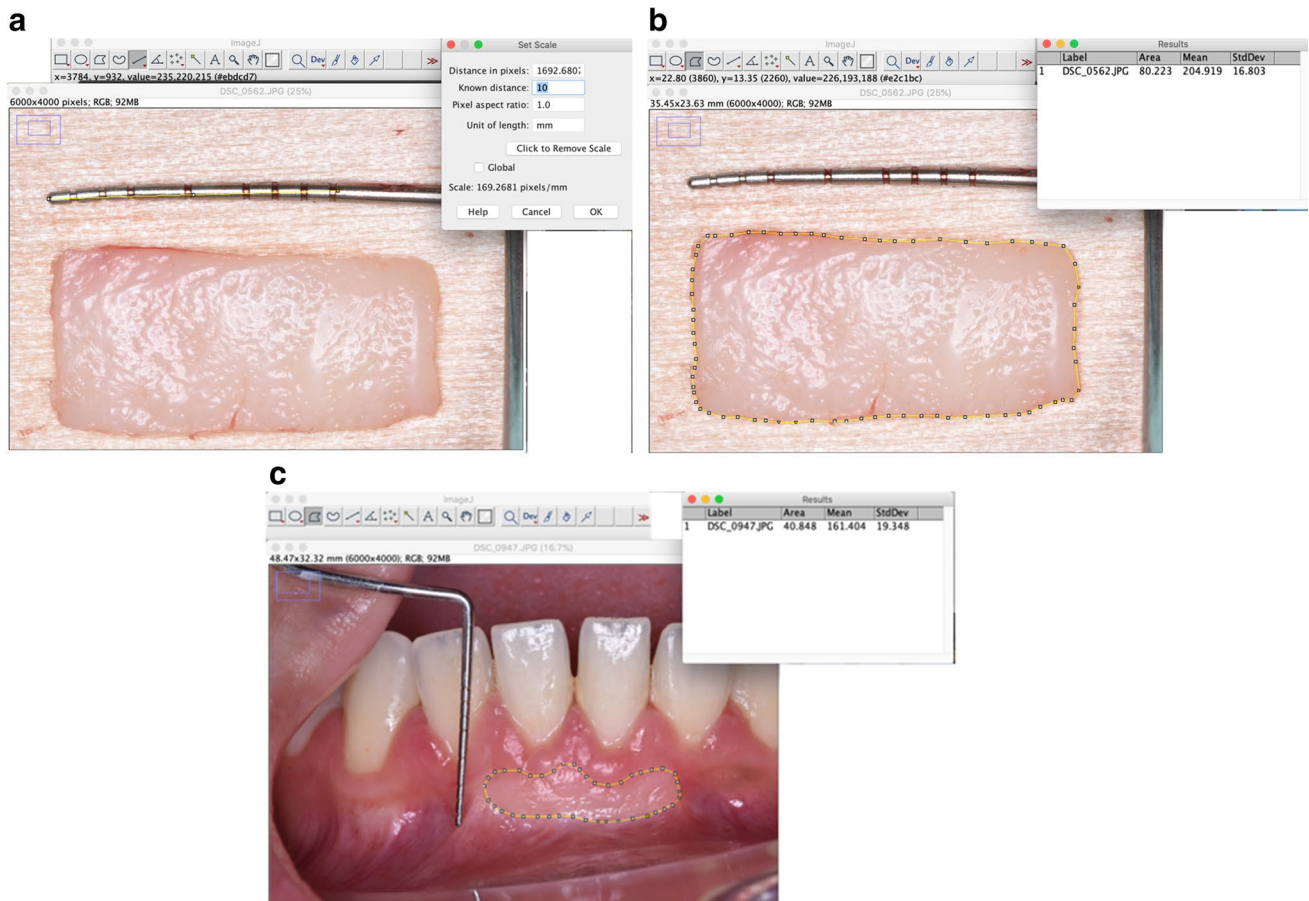 a
ImageJ
Dev
x=3784, y=932, value=235,220,215 (#ebdcd7)
DSC_0562.JPG (25%)
6000x4000 pixels; RGB; 92MB
Set Scale
Distance in pixels: 1692.680
Known distance: 10
Pixel aspect ratio: 1.0
Unit of length: mm
Click to Remove Scale
Global
Scale: 169.2681 pixels/mm
Help Cancel OK
b
ImageJ
Dev
x=22.80 (3860), y=13.35 (2260), value=226,193,188 (#e2c1bc)
DSC_0562.JPG (25%)
35.45x23.63 mm (6000x4000); RGB; 92MB
Results
Label Area Mean StdDev
1 DSC_0562.JPG 80.223 204.919 16.803
c
ImageJ
Dev
DSC_0947.JPG (16.7%)
48.47x32.32 mm (6000x4000); RGB; 92MB
Results
Label Area Mean StdDev
1 DSC_0947.JPG 40.848 161.404 19.348